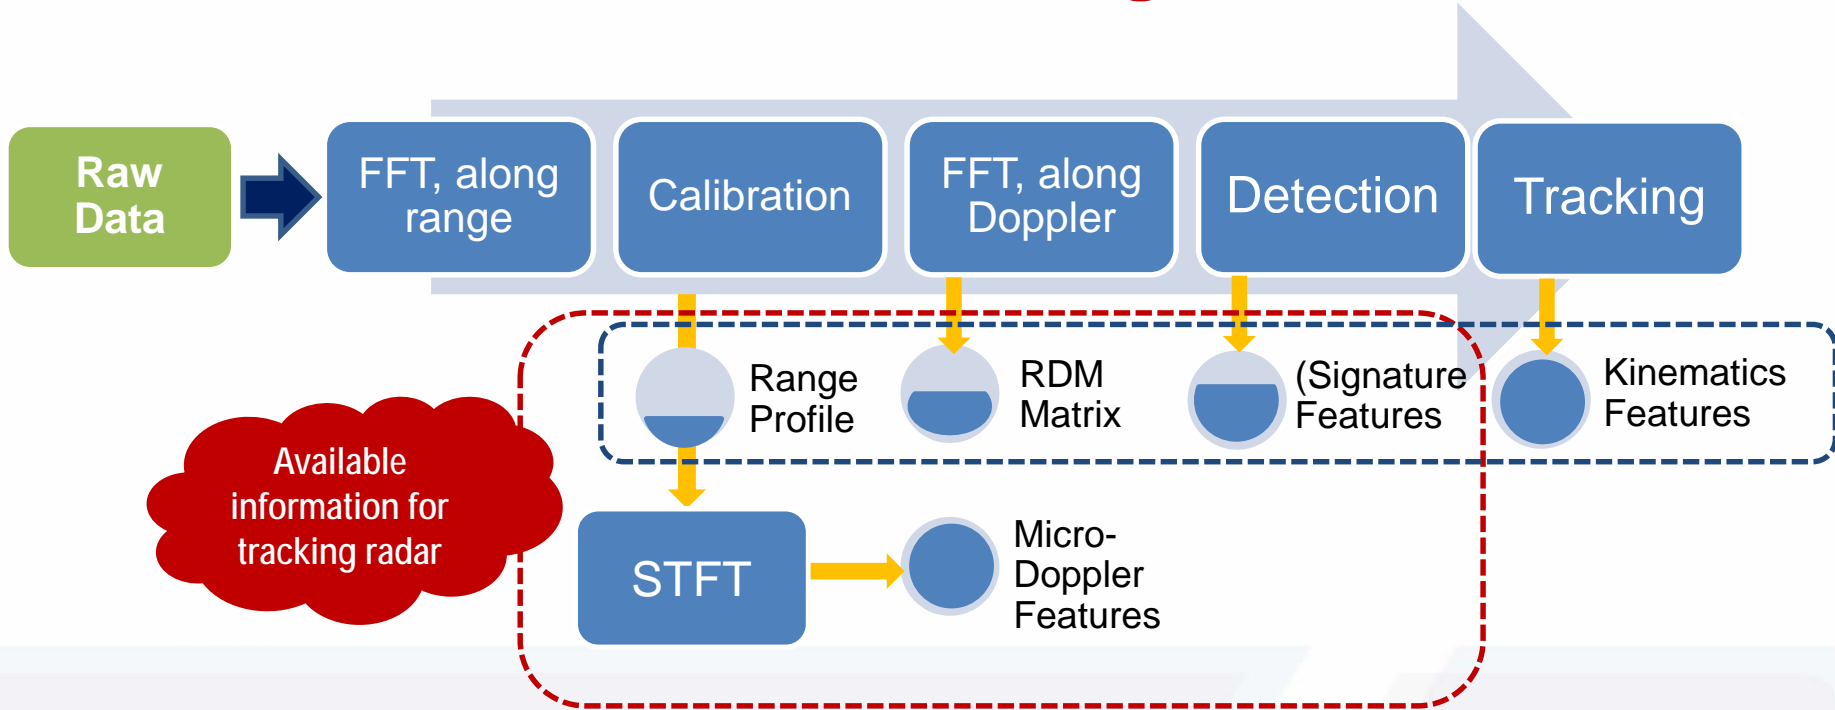 Raw
Data
FFT, along
range
Calibration
FFT, along
Doppler
Detection
Tracking
Range
Profile
RDM
Matrix
(Signature
Features
Kinematics
Features
Available
information for
tracking radar
STFT
Micro-
Doppler
Features